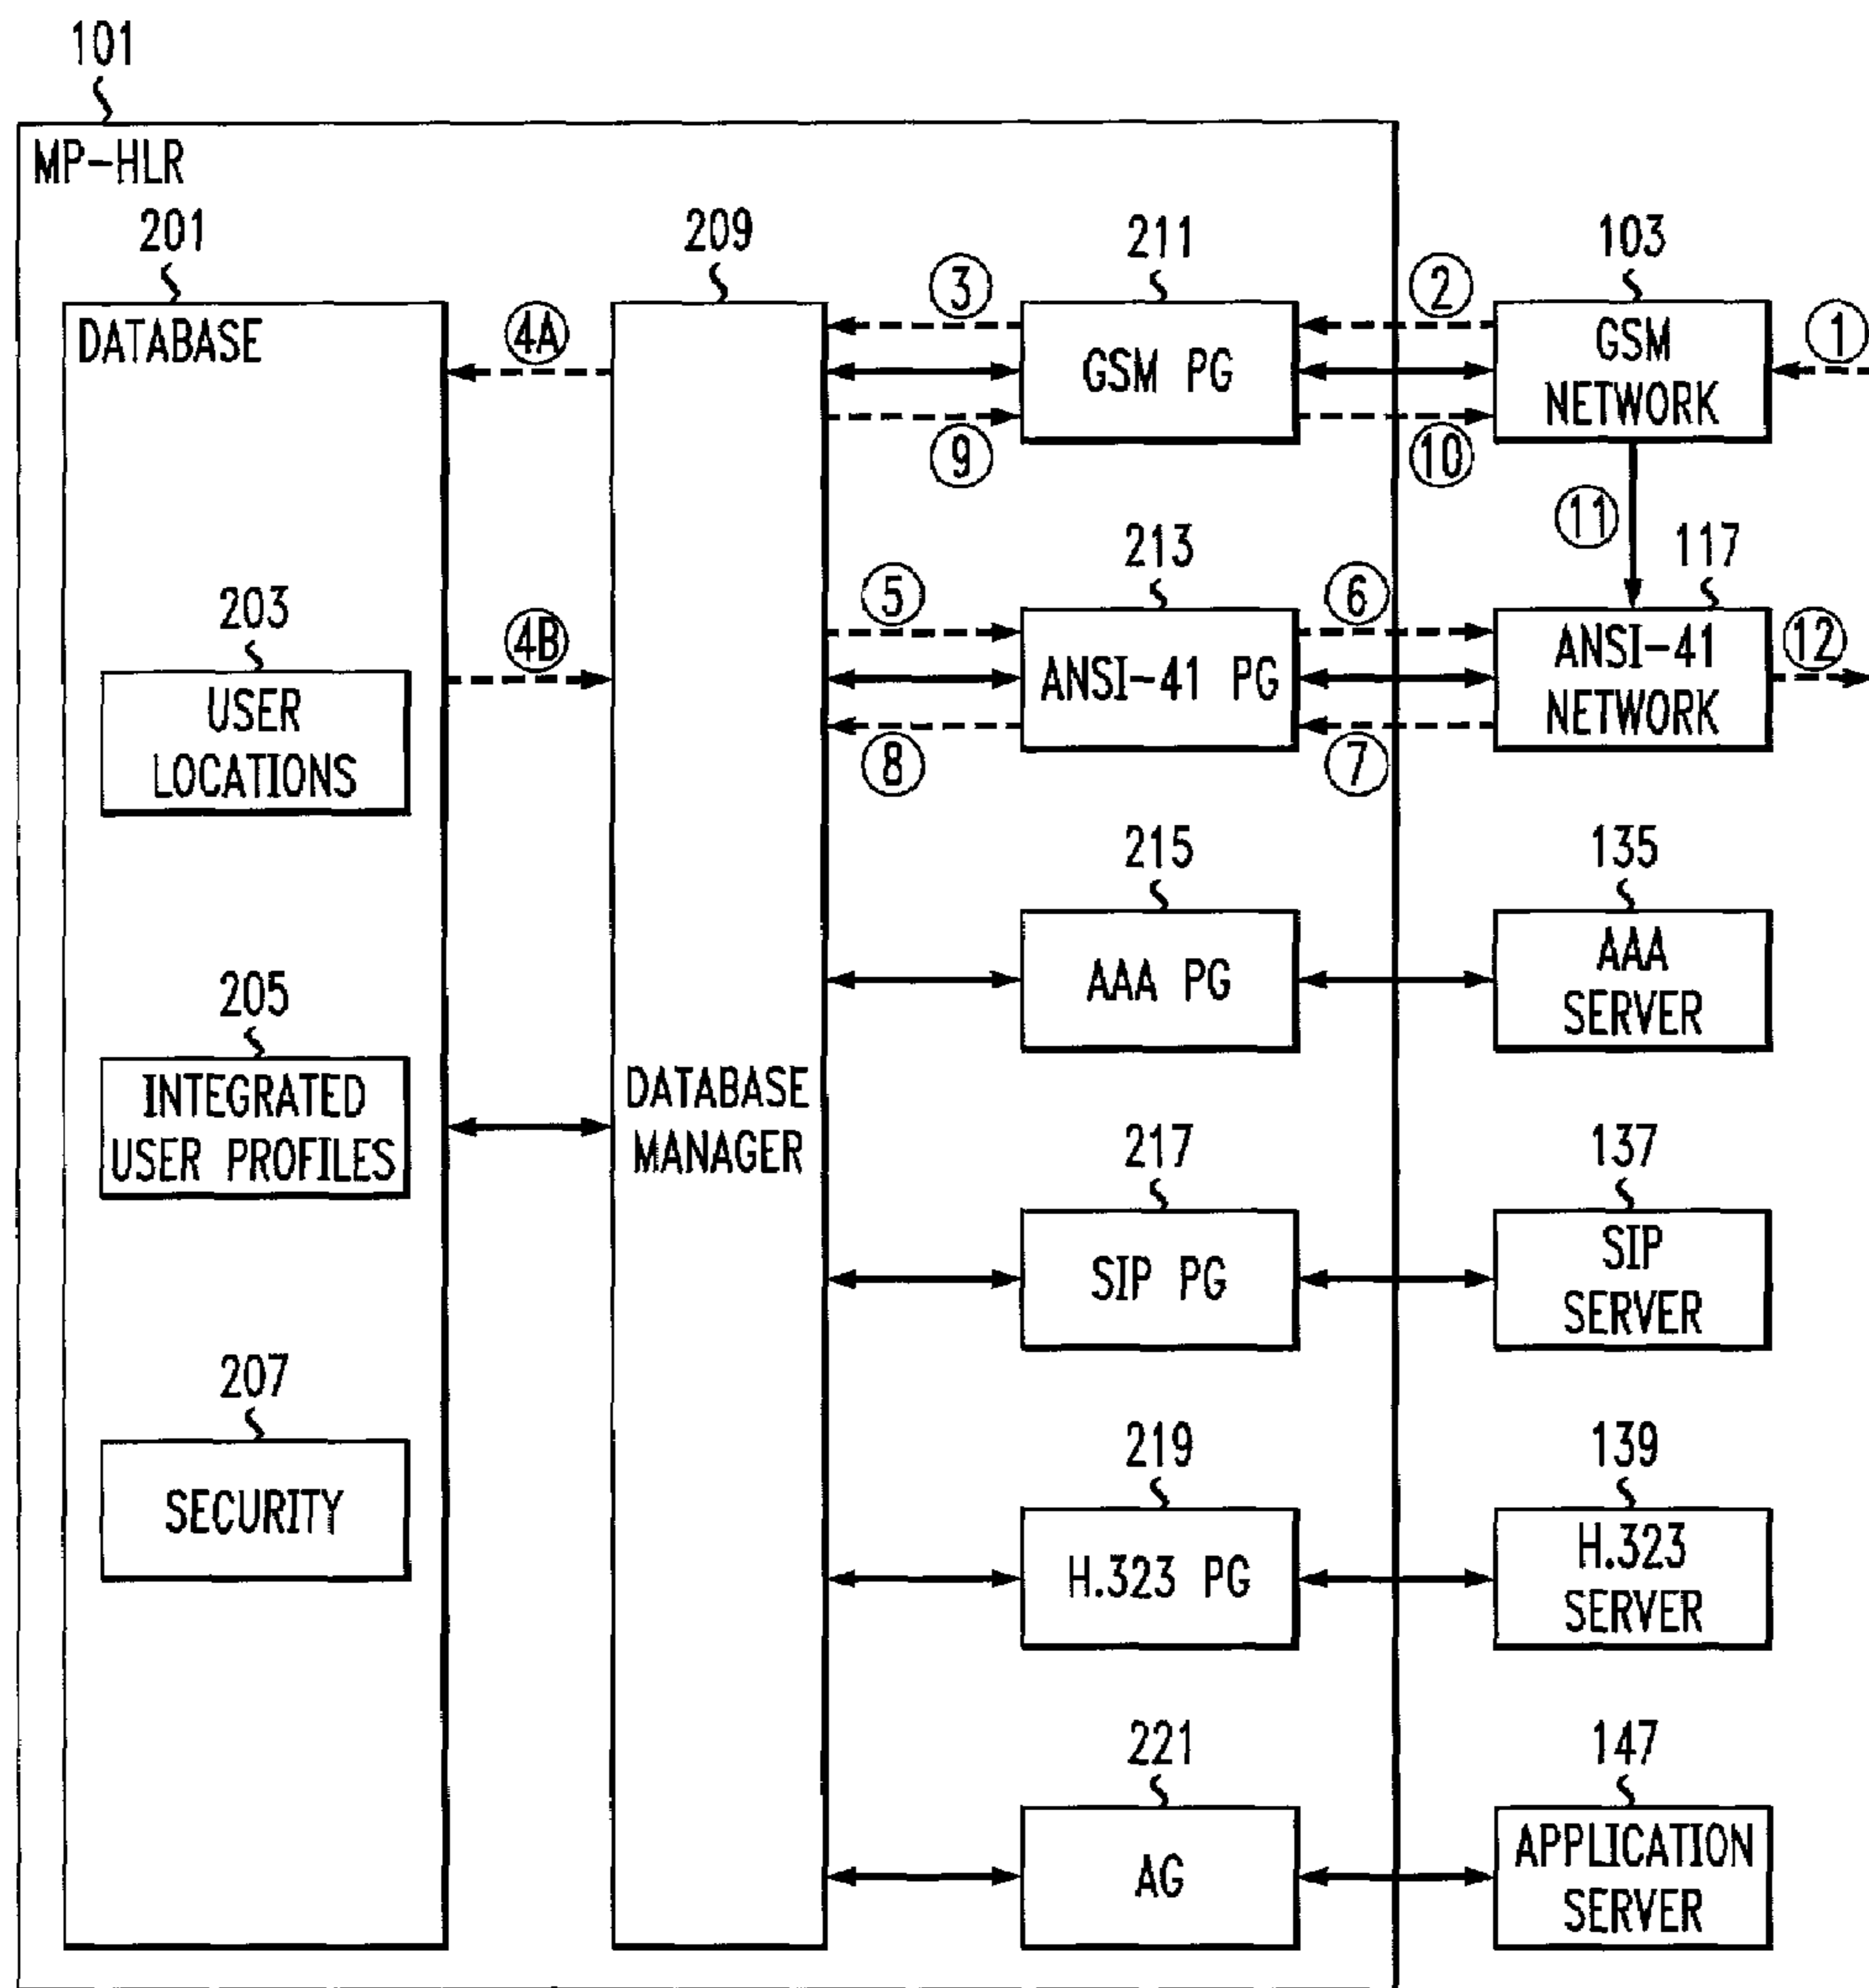 101
MP-HLR
201
209
211
103
DATABASE
4A
3
2
1
GSM PG
GSM
NETWORK
9
10
11
203
4B
213
117
5
6
12
USER
LOCATIONS
ANSI-41 PG
ANSI-41
NETWORK
8
7
215
135
AAA PG
AAA
SERVER
205
INTEGRATED
USER PROFILES
DATABASE
MANAGER
217
137
SIP PG
SIP
SERVER
207
SECURITY
219
139
H.323 PG
H.323
SERVER
221
147
AG
APPLICATION
SERVER